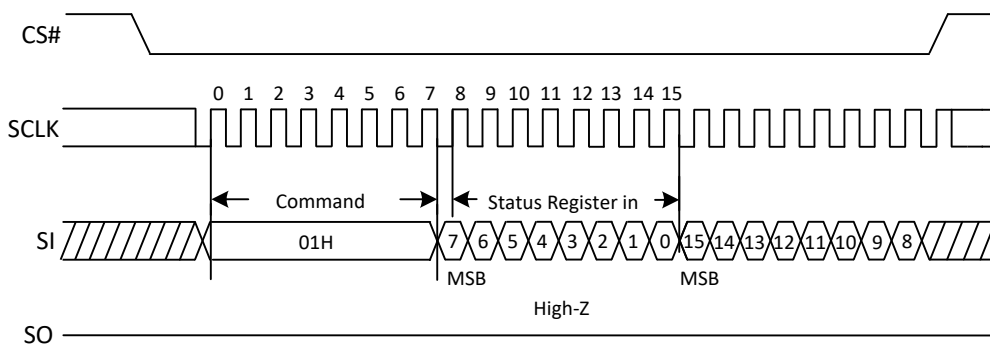 CS#
0 1 2 3 4 5 6 7 8 9 10 11 12 13 14 15
SCLK
Command Status Register in
SI 01H 7 6 5 4 3 2 1 0 15 14 13 12 11 10 9 8
MSB MSB
High-Z
SO